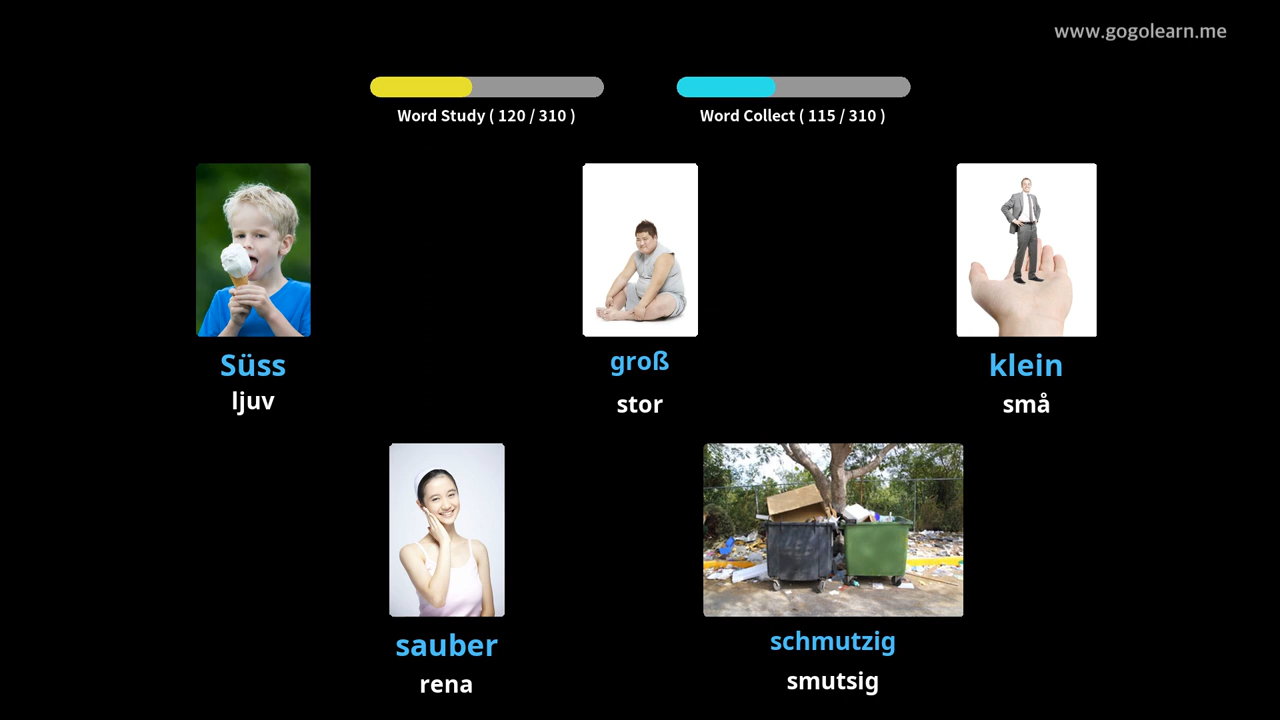 www.gogolearn.me
Word Study ( 120 / 310 )
Word Collect ( 115 / 310 )
Süss
ljuv
groß
stor
klein
små
sauber
rena
schmutzig
smutsig